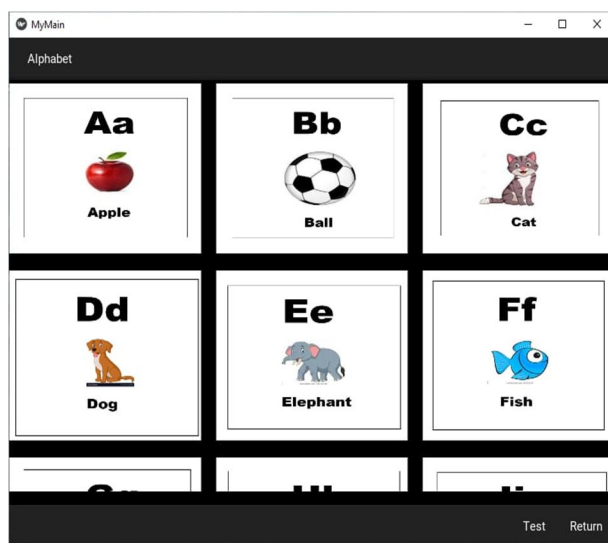 MyMain
Alphabet
Aa
Apple
Bb
Ball
Cc
Cat
Dd
Dog
Ee
Elephant
Ff
Fish
Test
Return